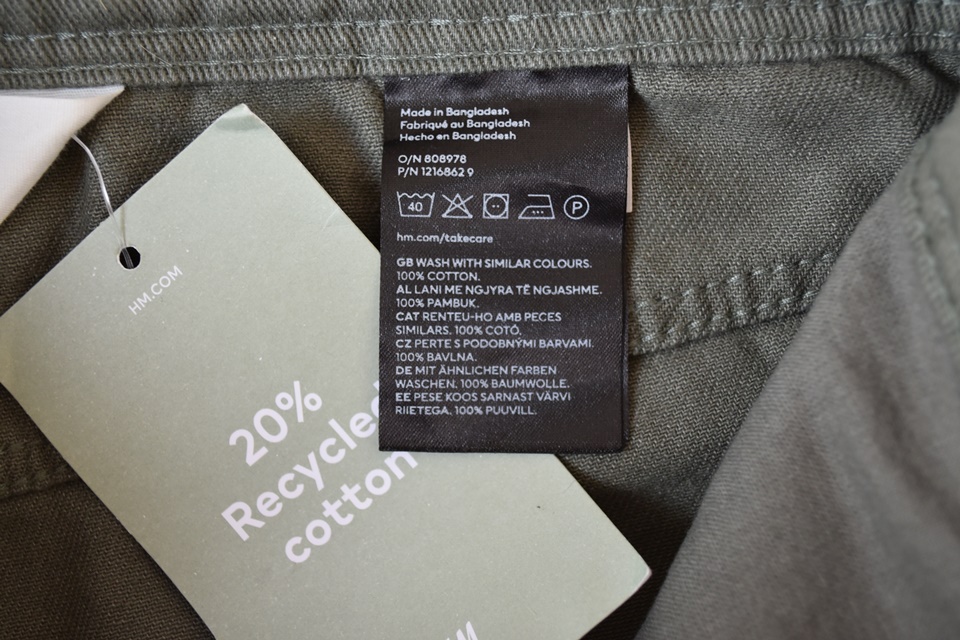 Made in Bangladesh
Fabriqué au Bangladesh
Hecho en Bangladesh
O/N 808978
P/N 1216862 9
40
P
hm.com/takecare
GB WASH WITH SIMILAR COLOURS.
100% COTTON.
AL LANI ME NGJYRA TË NGJASHME.
100% PAMBUK.
CAT RENTEU-HO AMB PECES
SIMILARS. 100% COTÓ.
CZ PERTE S PODOBNÝMI BARVAMI.
100% BAVLNA.
DE MIT ÄHNLICHEN FARBEN
WASCHEN. 100% BAUMWOLLE.
EE PESE KOOS SARNAST VÄRVI
RIIETEGA. 100% PUUVILL.
HM.COM
20%
Recycled
cotton